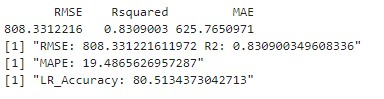 RMSE Rsquared MAE
808.3312216 0.8309003 625.7650971
[1] "RMSE: 808.331221611972 R2: 0.830900349608336"
[1] "MAPE: 19.4865626957287"
[1] "LR_Accuracy: 80.5134373042713"